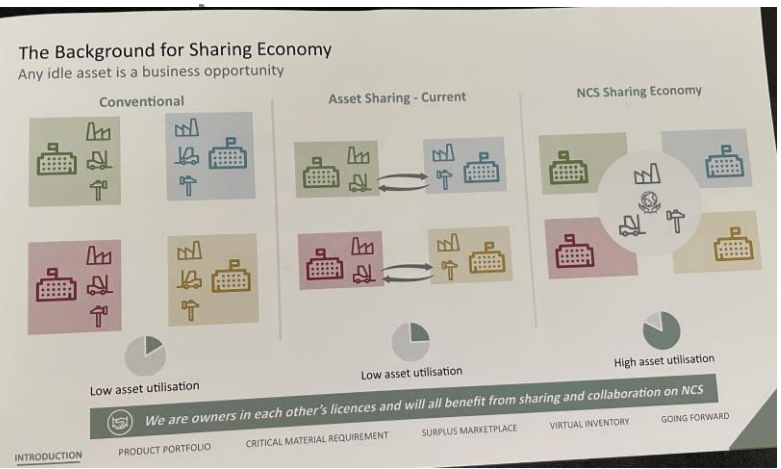 The Background for Sharing Economy
Any idle asset is a business opportunity
Conventional
Asset Sharing - Current
NCS Sharing Economy
Low asset utilisation
Low asset utilisation
High asset utilisation
We are owners in each other's licences and will all benefit from sharing and collaboration on NCS
INTRODUCTION
PRODUCT PORTFOLIO
CRITICAL MATERIAL REQUIREMENT
SURPLUS MARKETPLACE
VIRTUAL INVENTORY
GOING FORWARD